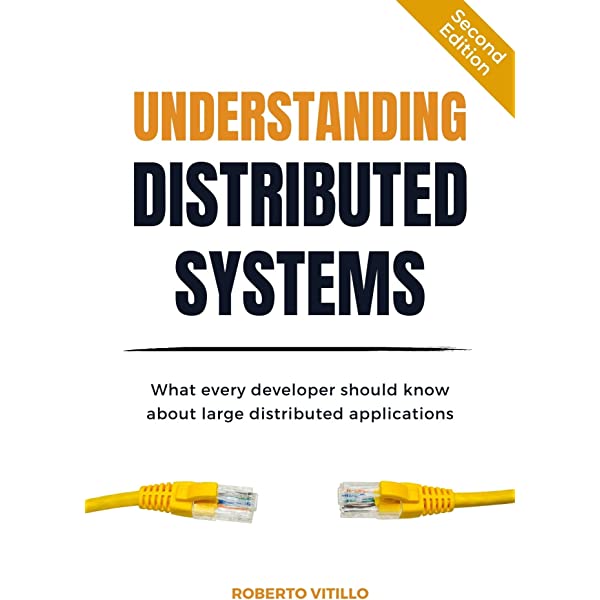 Second
Edition
UNDERSTANDING
DISTRIBUTED
SYSTEMS
What every developer should know
about large distributed applications
ROBERTO VITILLO